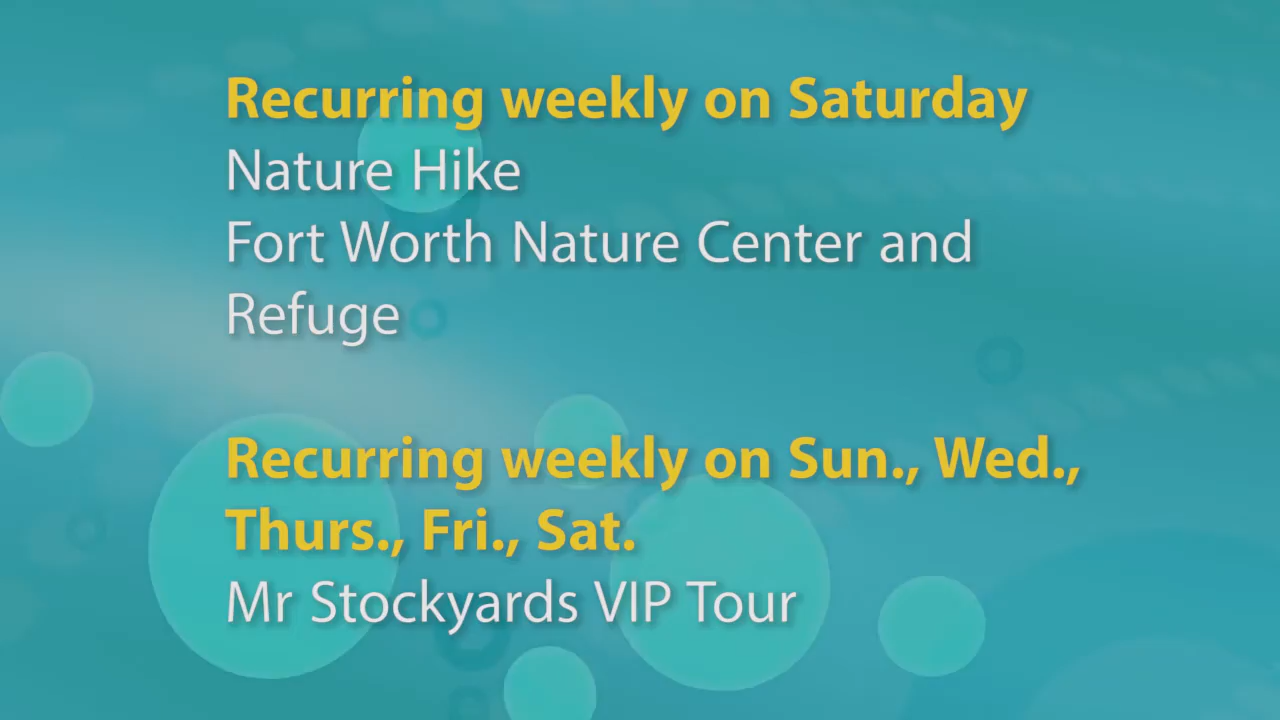 Recurring weekly on Saturday
Nature Hike
Fort Worth Nature Center and
Refuge
Recurring weekly on Sun., Wed.,
Thurs., Fri., Sat.
Mr Stockyards VIP Tour